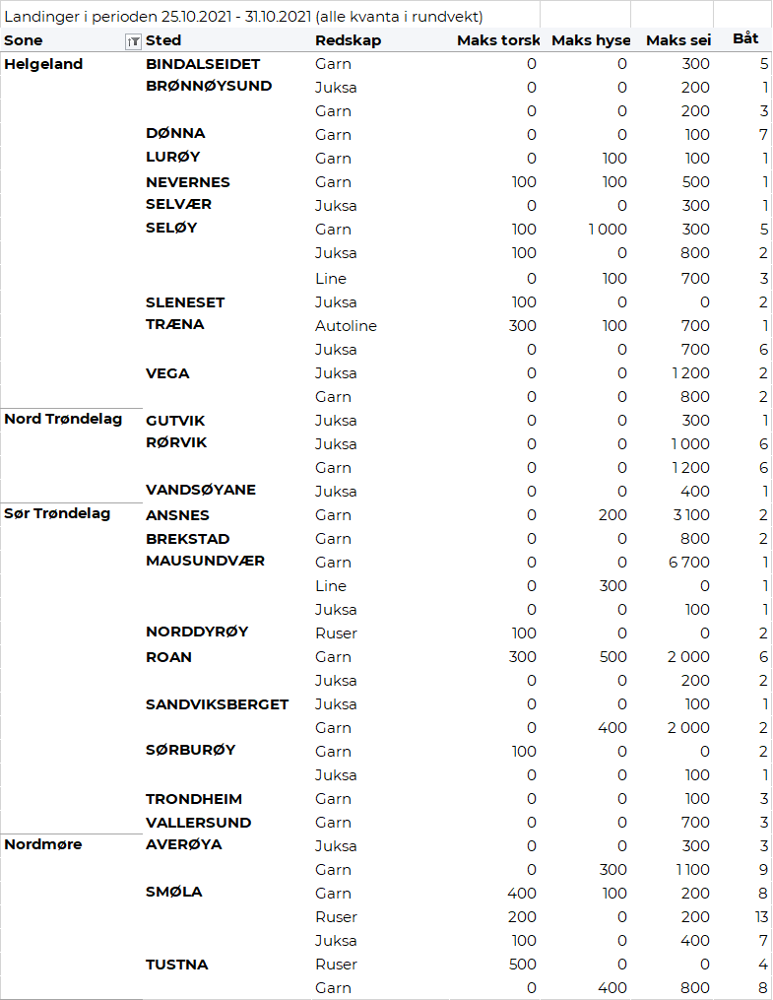 Landinger i perioden 25.10.2021 - 31.10.2021 (alle kvanta i rundvekt)
Sone Sted Redskap Maks torsk Maks hyse Maks sei Båt
Helgeland BINDALSEIDET Garn 0 0 300 5
BRØNNØYSUND Juksa 0 0 200 1
Garn 0 0 200 3
DØNNA Garn 0 0 100 7
LURØY Garn 0 100 100 1
NEVERNES Garn 100 100 500 1
SELVÆR Juksa 0 0 300 1
SELØY Garn 100 1 000 300 5
Juksa 100 0 800 2
Line 0 100 700 3
SLENESET Juksa 100 0 0 2
TRÆNA Autoline 300 100 700 1
Juksa 0 0 700 6
VEGA Juksa 0 0 1 200 2
Garn 0 0 800 2
Nord Trøndelag GUTVIK Juksa 0 0 300 1
RØRVIK Juksa 0 0 1 000 6
Garn 0 0 1 200 6
VANDSØYANE Juksa 0 0 400 1
Sør Trøndelag ANSNES Garn 0 200 3 100 2
BREKSTAD Garn 0 0 800 2
MAUSUNDVÆR Garn 0 0 6 700 1
Line 0 300 0 1
Juksa 0 0 100 1
NORDDYRØY Ruser 100 0 0 2
ROAN Garn 300 500 2 000 6
Juksa 0 0 200 2
SANDVIKSBERGET Juksa 0 0 100 1
Garn 0 400 2 000 2
SØRBURØY Garn 100 0 0 2
Juksa 0 0 100 1
TRONDHEIM Garn 0 0 100 3
VALLERSUND Garn 0 0 700 3
Nordmøre AVERØYA Juksa 0 0 300 3
Garn 0 300 1 100 9
SMØLA Garn 400 100 200 8
Ruser 200 0 200 13
Juksa 100 0 400 7
TUSTNA Ruser 500 0 0 4
Garn 0 400 800 8